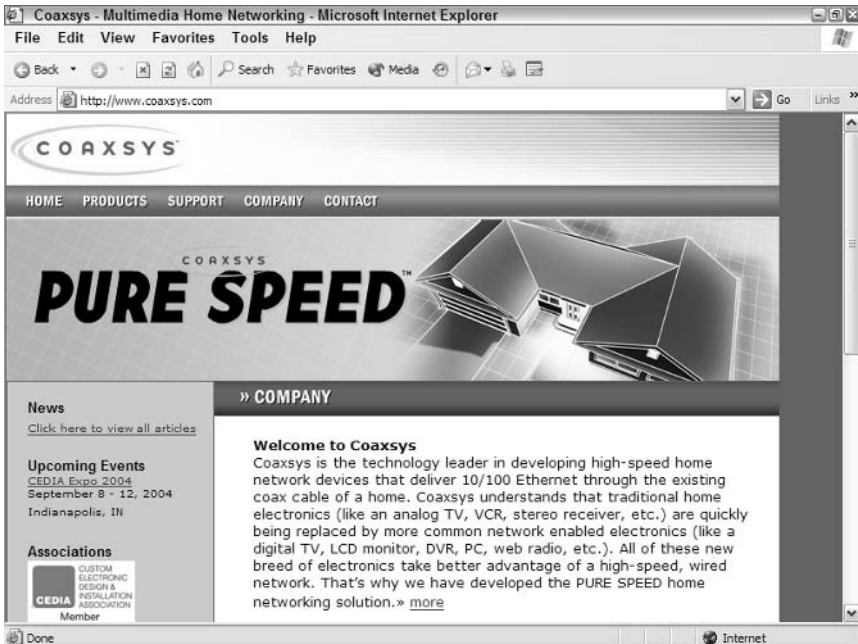 Coaxsys - Multimedia Home Networking - Microsoft Internet Explorer
File Edit View Favorites Tools Help
Back Search Favorites Media
Address http://www.coaxsys.com Go Links »
COAXSYS™
HOME PRODUCTS SUPPORT COMPANY CONTACT
COAXSYS
PURE SPEED™
News
Click here to view all articles
Upcoming Events
CEDIA Expo 2004
September 8 - 12, 2004
Indianapolis, IN
Associations
CEDIA
CUSTOM
ELECTRONIC
DESIGN &
INSTALLATION
ASSOCIATION
Member
» COMPANY
Welcome to Coaxsys
Coaxsys is the technology leader in developing high-speed home
network devices that deliver 10/100 Ethernet through the existing
coax cable of a home. Coaxsys understands that traditional home
electronics (like an analog TV, VCR, stereo receiver, etc.) are quickly
being replaced by more common network enabled electronics (like a
digital TV, LCD monitor, DVR, PC, web radio, etc.). All of these new
breed of electronics take better advantage of a high-speed, wired
network. That's why we have developed the PURE SPEED home
networking solution.» more
Done Internet